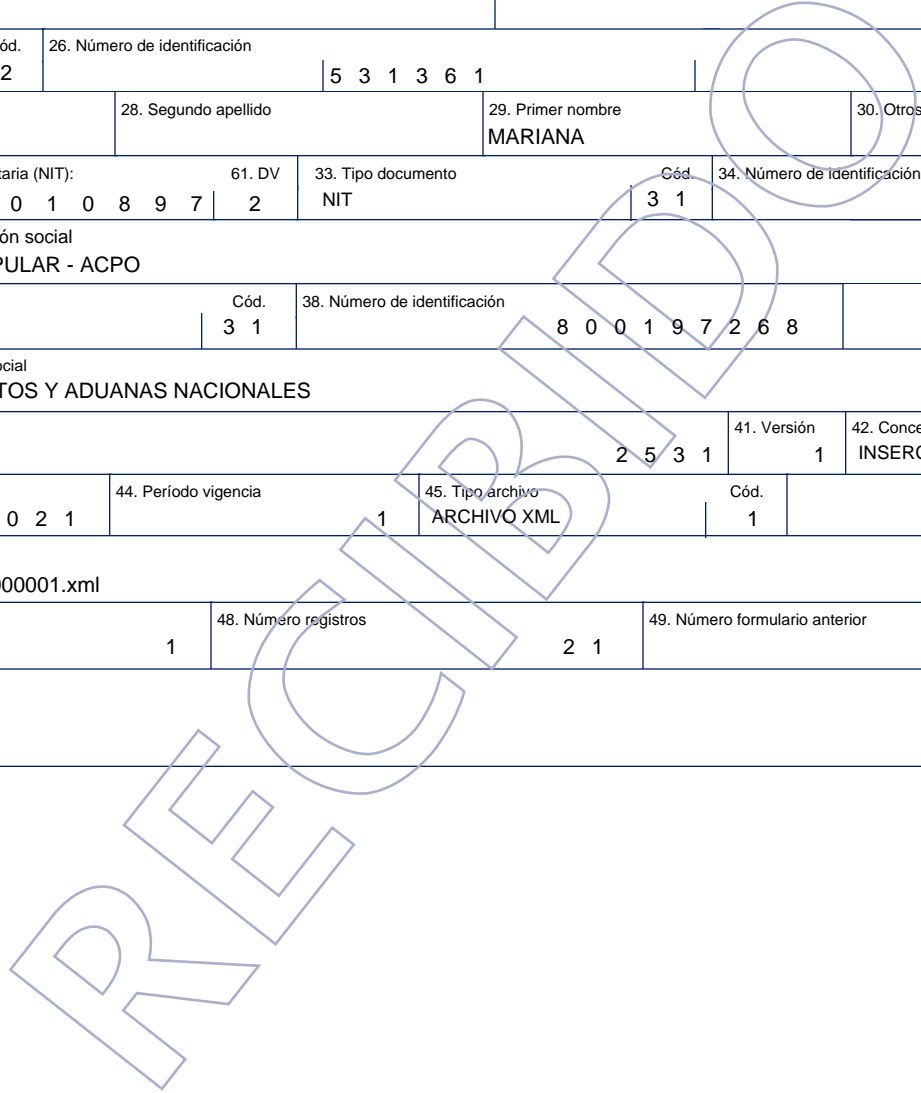 ód. 26. Número de identificación
2 5 3 1 3 6 1
28. Segundo apellido 29. Primer nombre 30. Otros
MARIANA
taria (NIT): 61. DV 33. Tipo documento Cód. 34. Número de identificación
0 1 0 8 9 7 2 NIT 3 1
ón social
PULAR - ACPO
Cód. 38. Número de identificación
3 1 8 0 0 1 9 7 2 6 8
ocial
TOS Y ADUANAS NACIONALES
41. Versión 42. Conce
2 5 3 1 1 INSERC
44. Período vigencia 45. Tipo archivo Cód.
0 2 1 1 ARCHIVO XML 1
000001.xml
48. Número registros 49. Número formulario anterior
1 2 1
RECIBIDO